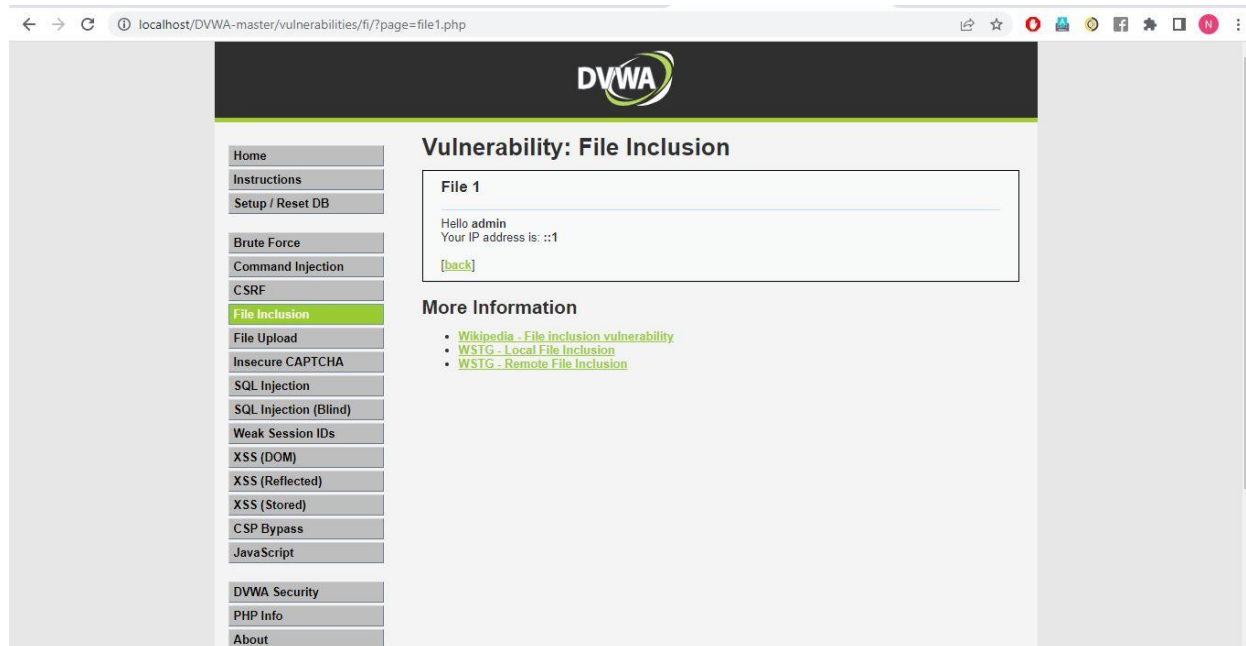 localhost/DVWA-master/vulnerabilities/fi/?page=file1.php
N
DVWA
Home
Instructions
Setup / Reset DB
Brute Force
Command Injection
CSRF
File Inclusion
File Upload
Insecure CAPTCHA
SQL Injection
SQL Injection (Blind)
Weak Session IDs
XSS (DOM)
XSS (Reflected)
XSS (Stored)
CSP Bypass
JavaScript
DVWA Security
PHP Info
About
Vulnerability: File Inclusion
File 1
Hello admin
Your IP address is: ::1
[back]
More Information
Wikipedia - File inclusion vulnerability
WSTG - Local File Inclusion
WSTG - Remote File Inclusion